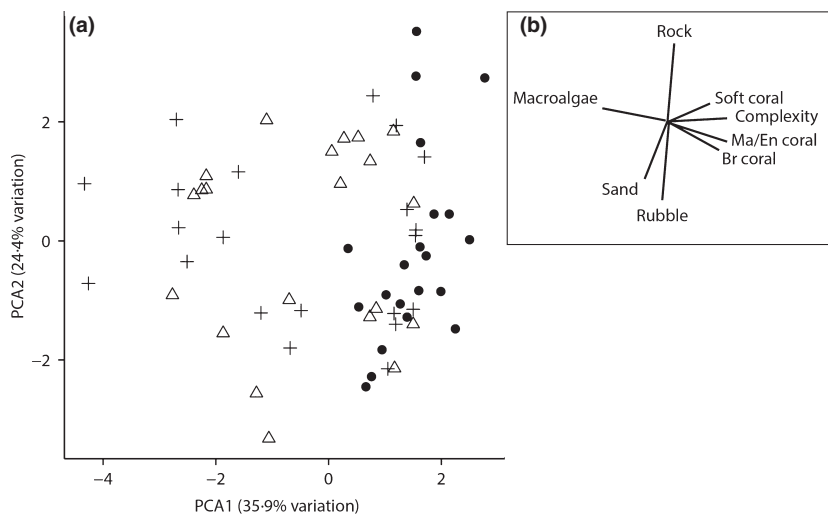 (a)
PCA2 (24·4% variation)
2
0
−2
−4
−2
0
2
PCA1 (35·9% variation)
(b)
Rock
Macroalgae
Soft coral
Complexity
Ma/En coral
Br coral
Sand
Rubble